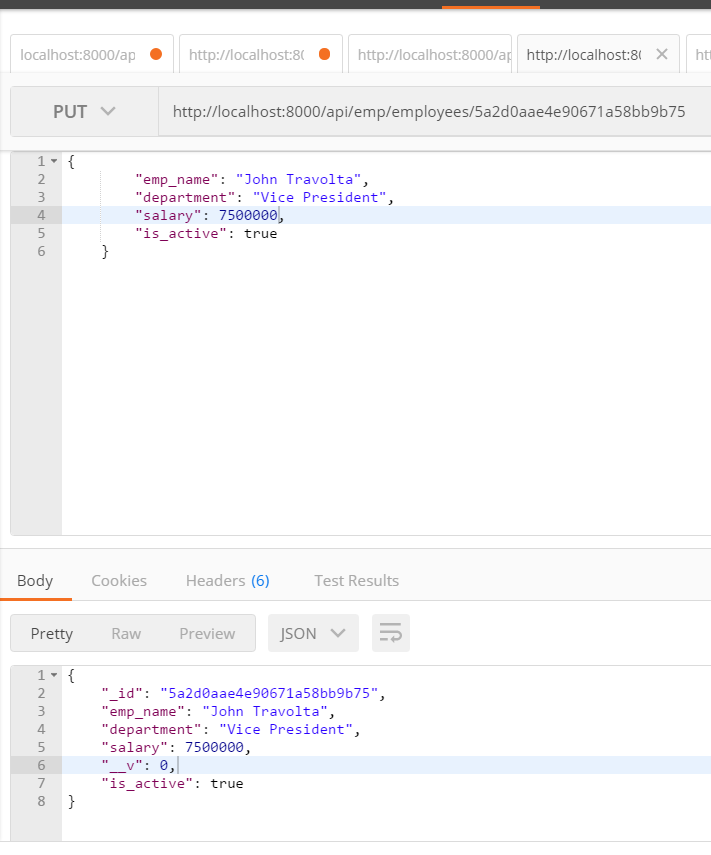 localhost:8000/ap http://localhost:80 http://localhost:8000/ap http://localhost:80 × ht
PUT http://localhost:8000/api/emp/employees/5a2d0aae4e90671a58bb9b75
1 {
2 "emp_name": "John Travolta",
3 "department": "Vice President",
4 "salary": 7500000,
5 "is_active": true
6 }
Body Cookies Headers (6) Test Results
Pretty Raw Preview JSON
1 {
2 "_id": "5a2d0aae4e90671a58bb9b75",
3 "emp_name": "John Travolta",
4 "department": "Vice President",
5 "salary": 7500000,
6 "__v": 0,
7 "is_active": true
8 }